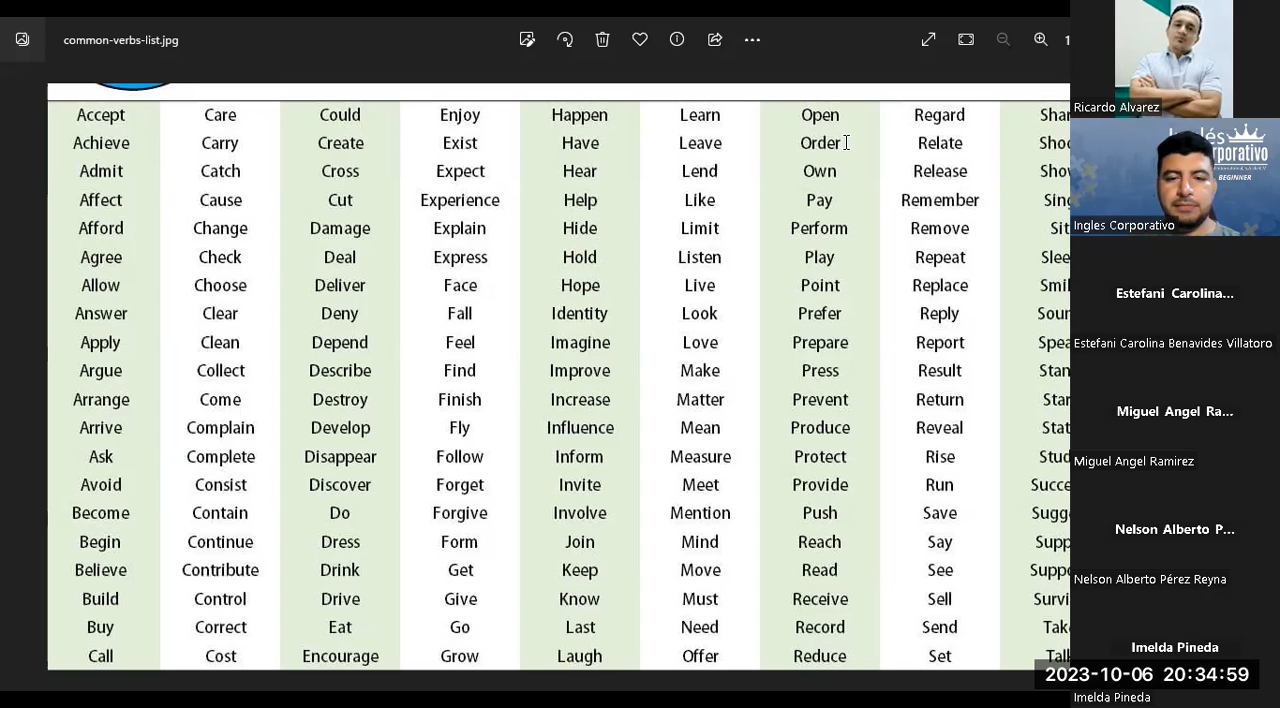 common-verbs-list.jpg
Accept Care Could Enjoy Happen Learn Open Regard
Achieve Carry Create Exist Have Leave Order Relate
Admit Catch Cross Expect Hear Lend Own Release
Affect Cause Cut Experience Help Like Pay Remember
Afford Change Damage Explain Hide Limit Perform Remove
Agree Check Deal Express Hold Listen Play Repeat
Allow Choose Deliver Face Hope Live Point Replace
Answer Clear Deny Fall Identity Look Prefer Reply
Apply Clean Depend Feel Imagine Love Prepare Report
Argue Collect Describe Find Improve Make Press Result
Arrange Come Destroy Finish Increase Matter Prevent Return
Arrive Complain Develop Fly Influence Mean Produce Reveal
Ask Complete Disappear Follow Inform Measure Protect Rise
Avoid Consist Discover Forget Invite Meet Provide Run
Become Contain Do Forgive Involve Mention Push Save
Begin Continue Dress Form Join Mind Reach Say
Believe Contribute Drink Get Keep Move Read See
Build Control Drive Give Know Must Receive Sell
Buy Correct Eat Go Last Need Record Send
Call Cost Encourage Grow Laugh Offer Reduce Set
Ricardo Alvarez
BEGINNER
Ingles Corporativo
Estefani Carolina...
Estefani Carolina Benavides Villatoro
Miguel Angel Ra...
Miguel Angel Ramirez
Nelson Alberto P...
Nelson Alberto Pérez Reyna
Imelda Pineda
2023-10-06 20:34:59
Imelda Pineda